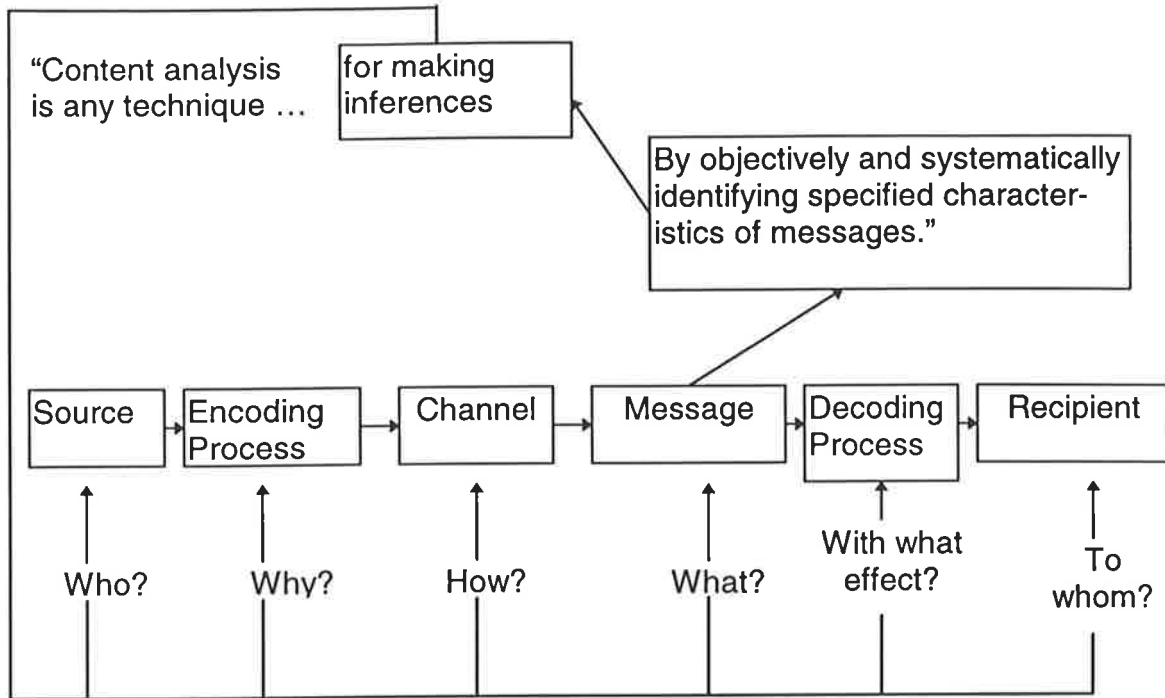 “Content analysis
is any technique …
for making
inferences
By objectively and systematically
identifying specified character-
istics of messages.”
Source
Encoding
Process
Channel
Message
Decoding
Process
Recipient
Who?
Why?
How?
What?
With what
effect?
To
whom?